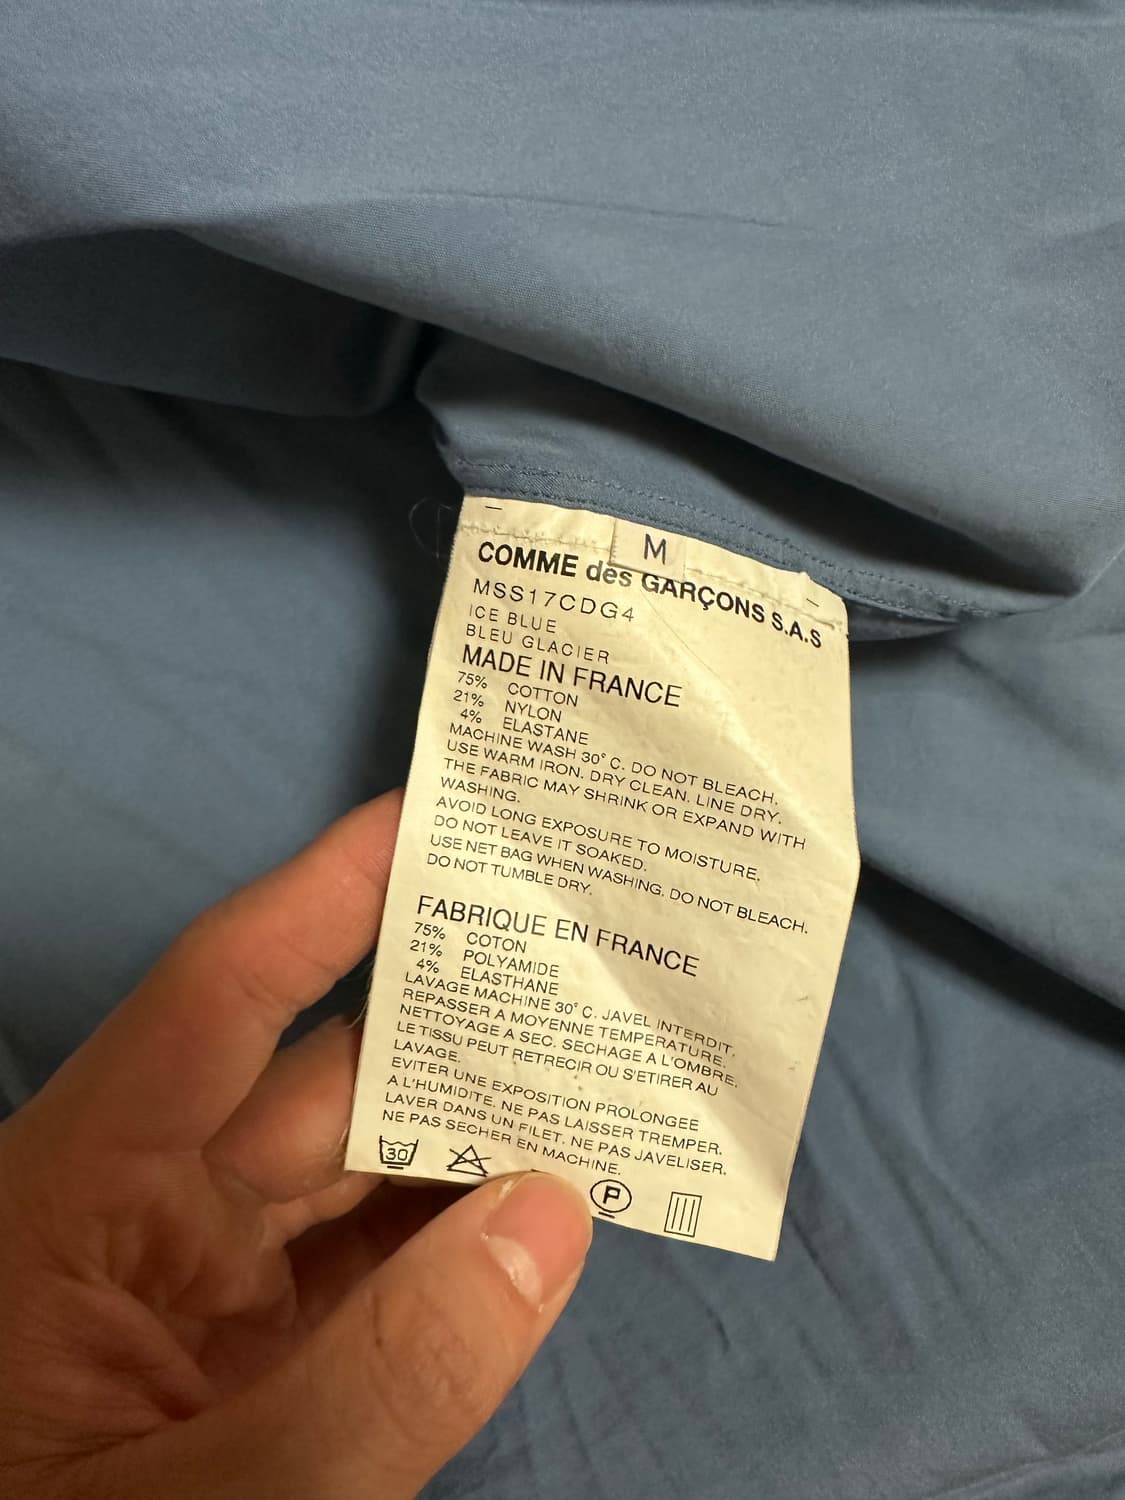 M
COMME des GARÇONS S.A.S
MSS17CDG4
ICE BLUE
BLEU GLACIER
MADE IN FRANCE
75% COTTON
21% NYLON
4% ELASTANE
MACHINE WASH 30° C. DO NOT BLEACH.
USE WARM IRON. DRY CLEAN. LINE DRY.
THE FABRIC MAY SHRINK OR EXPAND WITH
WASHING.
AVOID LONG EXPOSURE TO MOISTURE.
DO NOT LEAVE IT SOAKED.
USE NET BAG WHEN WASHING. DO NOT BLEACH.
DO NOT TUMBLE DRY.
FABRIQUE EN FRANCE
75% COTON
21% POLYAMIDE
4% ELASTHANE
LAVAGE MACHINE 30° C. JAVEL INTERDIT.
REPASSER A MOYENNE TEMPERATURE.
NETTOYAGE A SEC. SECHAGE A L'OMBRE.
LE TISSU PEUT RETRECIR OU S'ETIRER AU
LAVAGE.
EVITER UNE EXPOSITION PROLONGEE
A L'HUMIDITE. NE PAS LAISSER TREMPER.
LAVER DANS UN FILET. NE PAS JAVELISER.
NE PAS SECHER EN MACHINE.
30 P